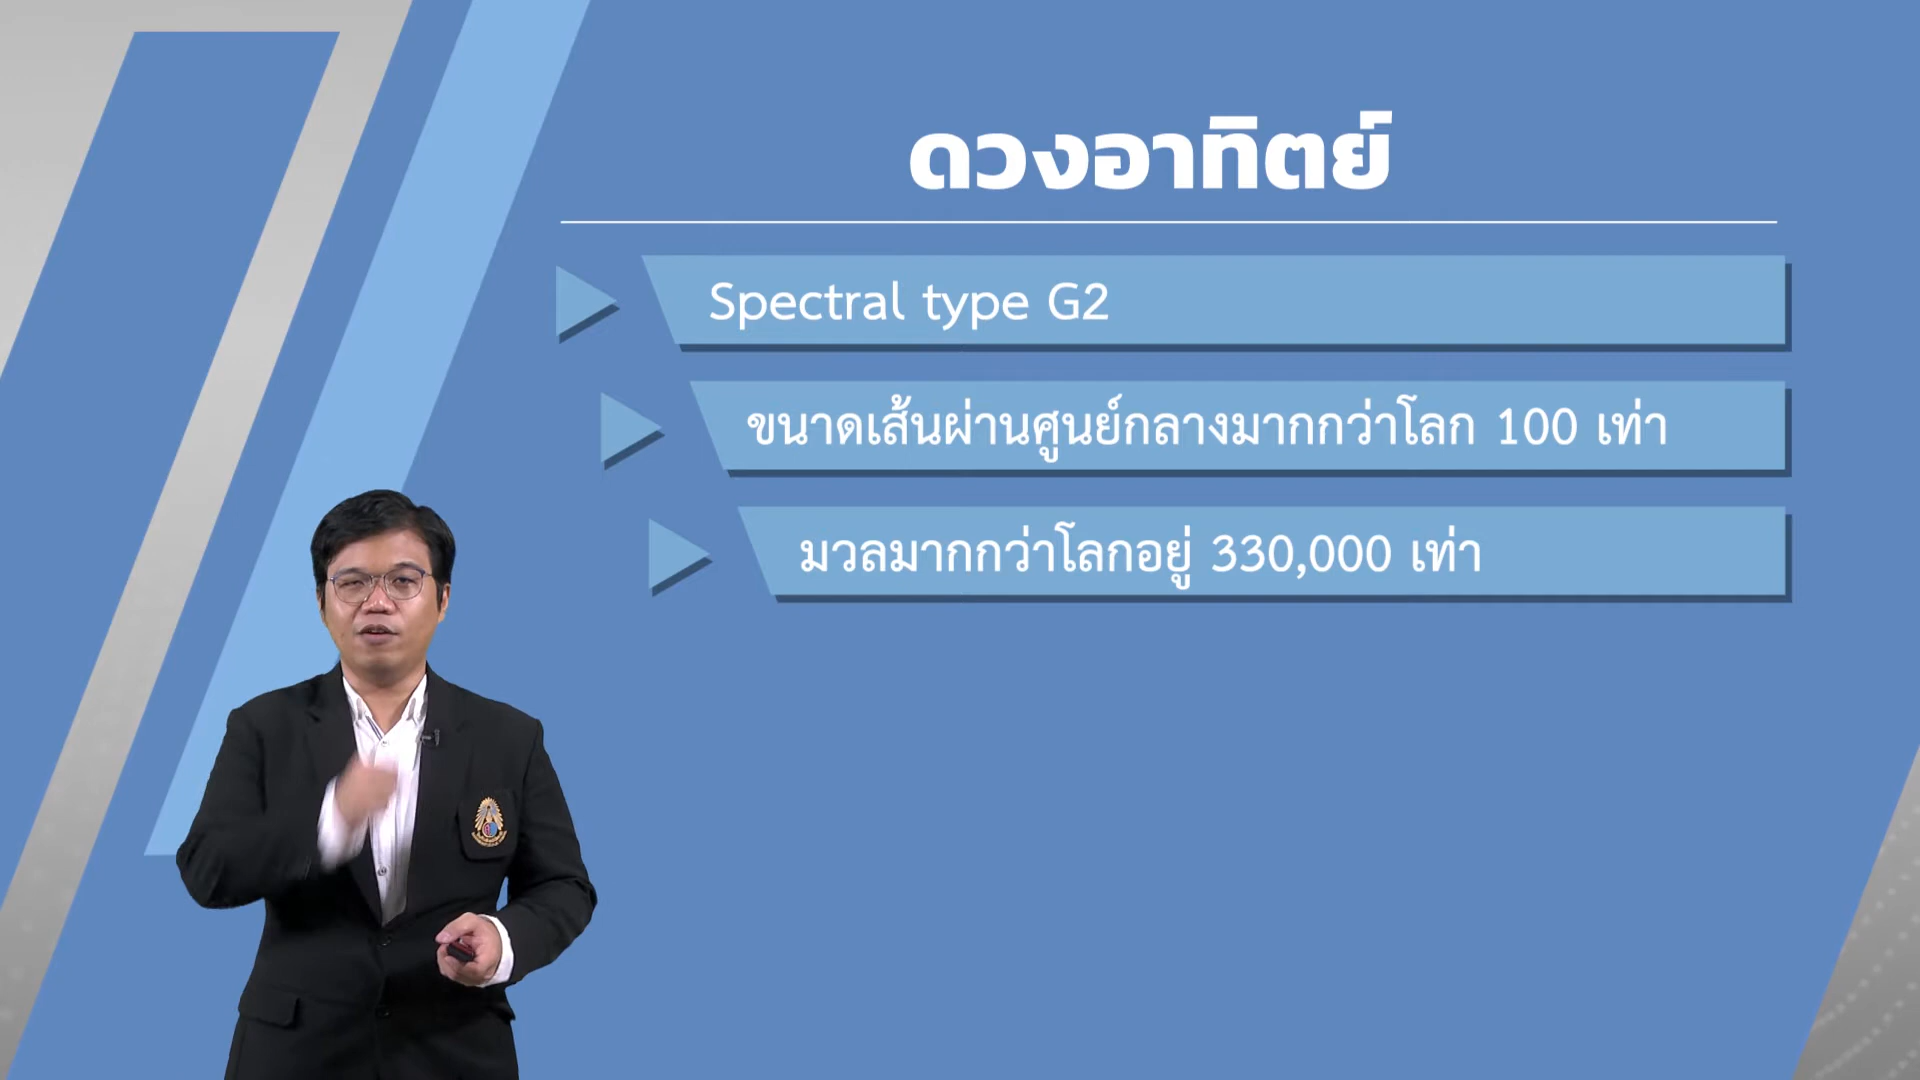 ดวงอาทิตย์
Spectral type G2
ขนาดเส้นผ่านศูนย์กลางมากกว่าโลก 100 เท่า
มวลมากกว่าโลกอยู่ 330,000 เท่า